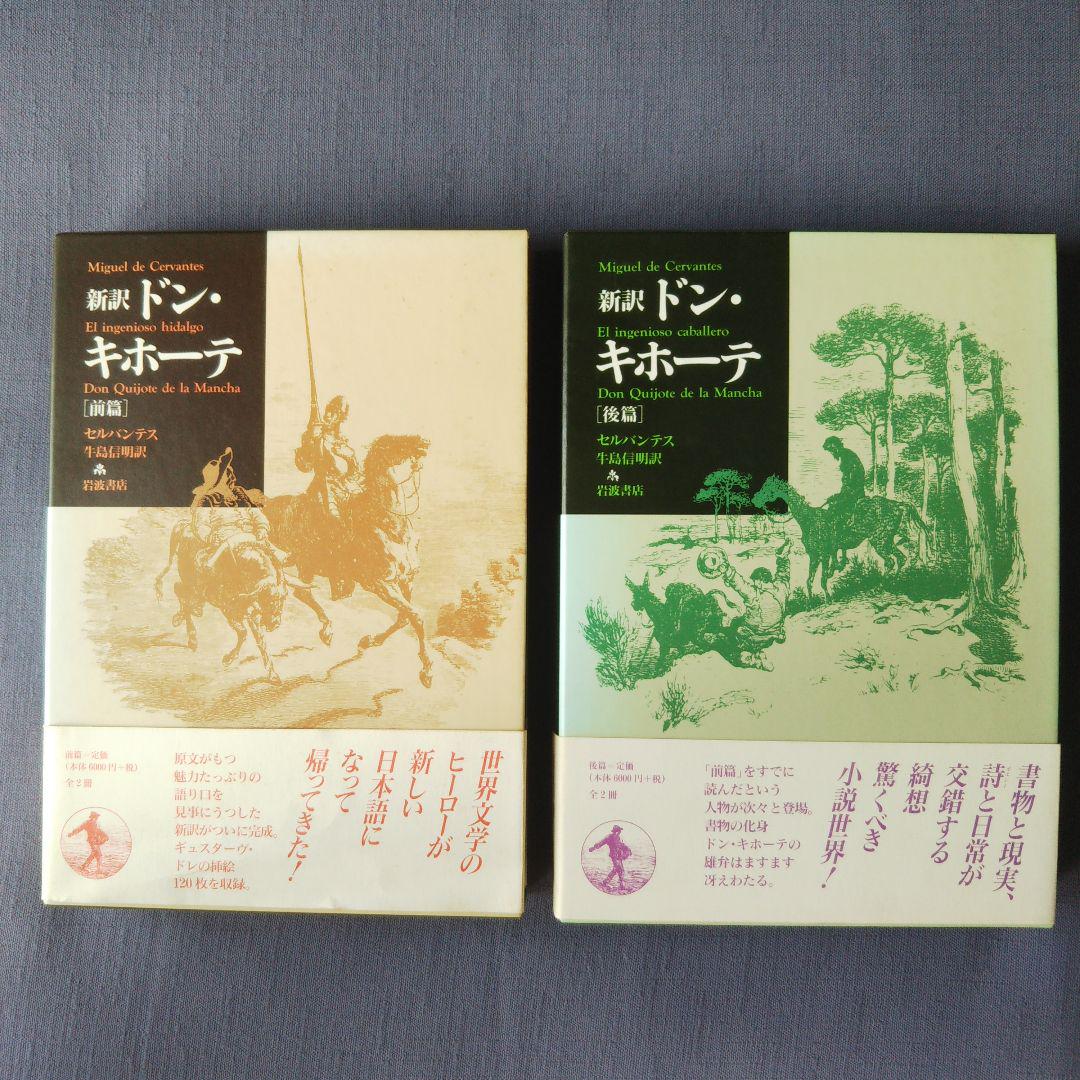 Miguel de Cervantes
新訳 ドン・
El ingenioso hidalgo
キホーテ
Don Quijote de la Mancha
[前篇]
セルバンテス
牛島信明訳
岩波書店
世界文学の
ヒーローが
新しい
日本語に
なって
帰ってきた!
原文がもつ
魅力たっぷりの
語り口を
見事にうつした
新訳がついに完成。
ギュスターヴ・
ドレの挿絵
120枚を収録。
前篇=定価
(本体6000円+税)
全2冊
Miguel de Cervantes
新訳 ドン・
El ingenioso caballero
キホーテ
Don Quijote de la Mancha
[後篇]
セルバンテス
牛島信明訳
岩波書店
書物と現実、
詩と日常が
交錯する
綺想
驚くべき
小説世界!
「前篇」をすでに
読んだという
人物が次々と登場。
書物の化身
ドン・キホーテの
雄弁はますます
冴えわたる。
後篇=定価
(本体6000円+税)
全2冊